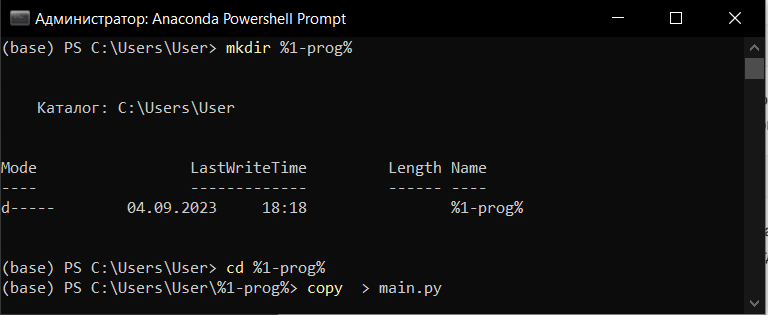 Администратор: Anaconda Powershell Prompt
(base) PS C:\Users\User> mkdir %1-prog%
Каталог: C:\Users\User
Mode                 LastWriteTime         Length Name
----                 -------------         ------ ----
d-----        04.09.2023     18:18                %1-prog%
(base) PS C:\Users\User> cd %1-prog%
(base) PS C:\Users\User\%1-prog%> copy  > main.py